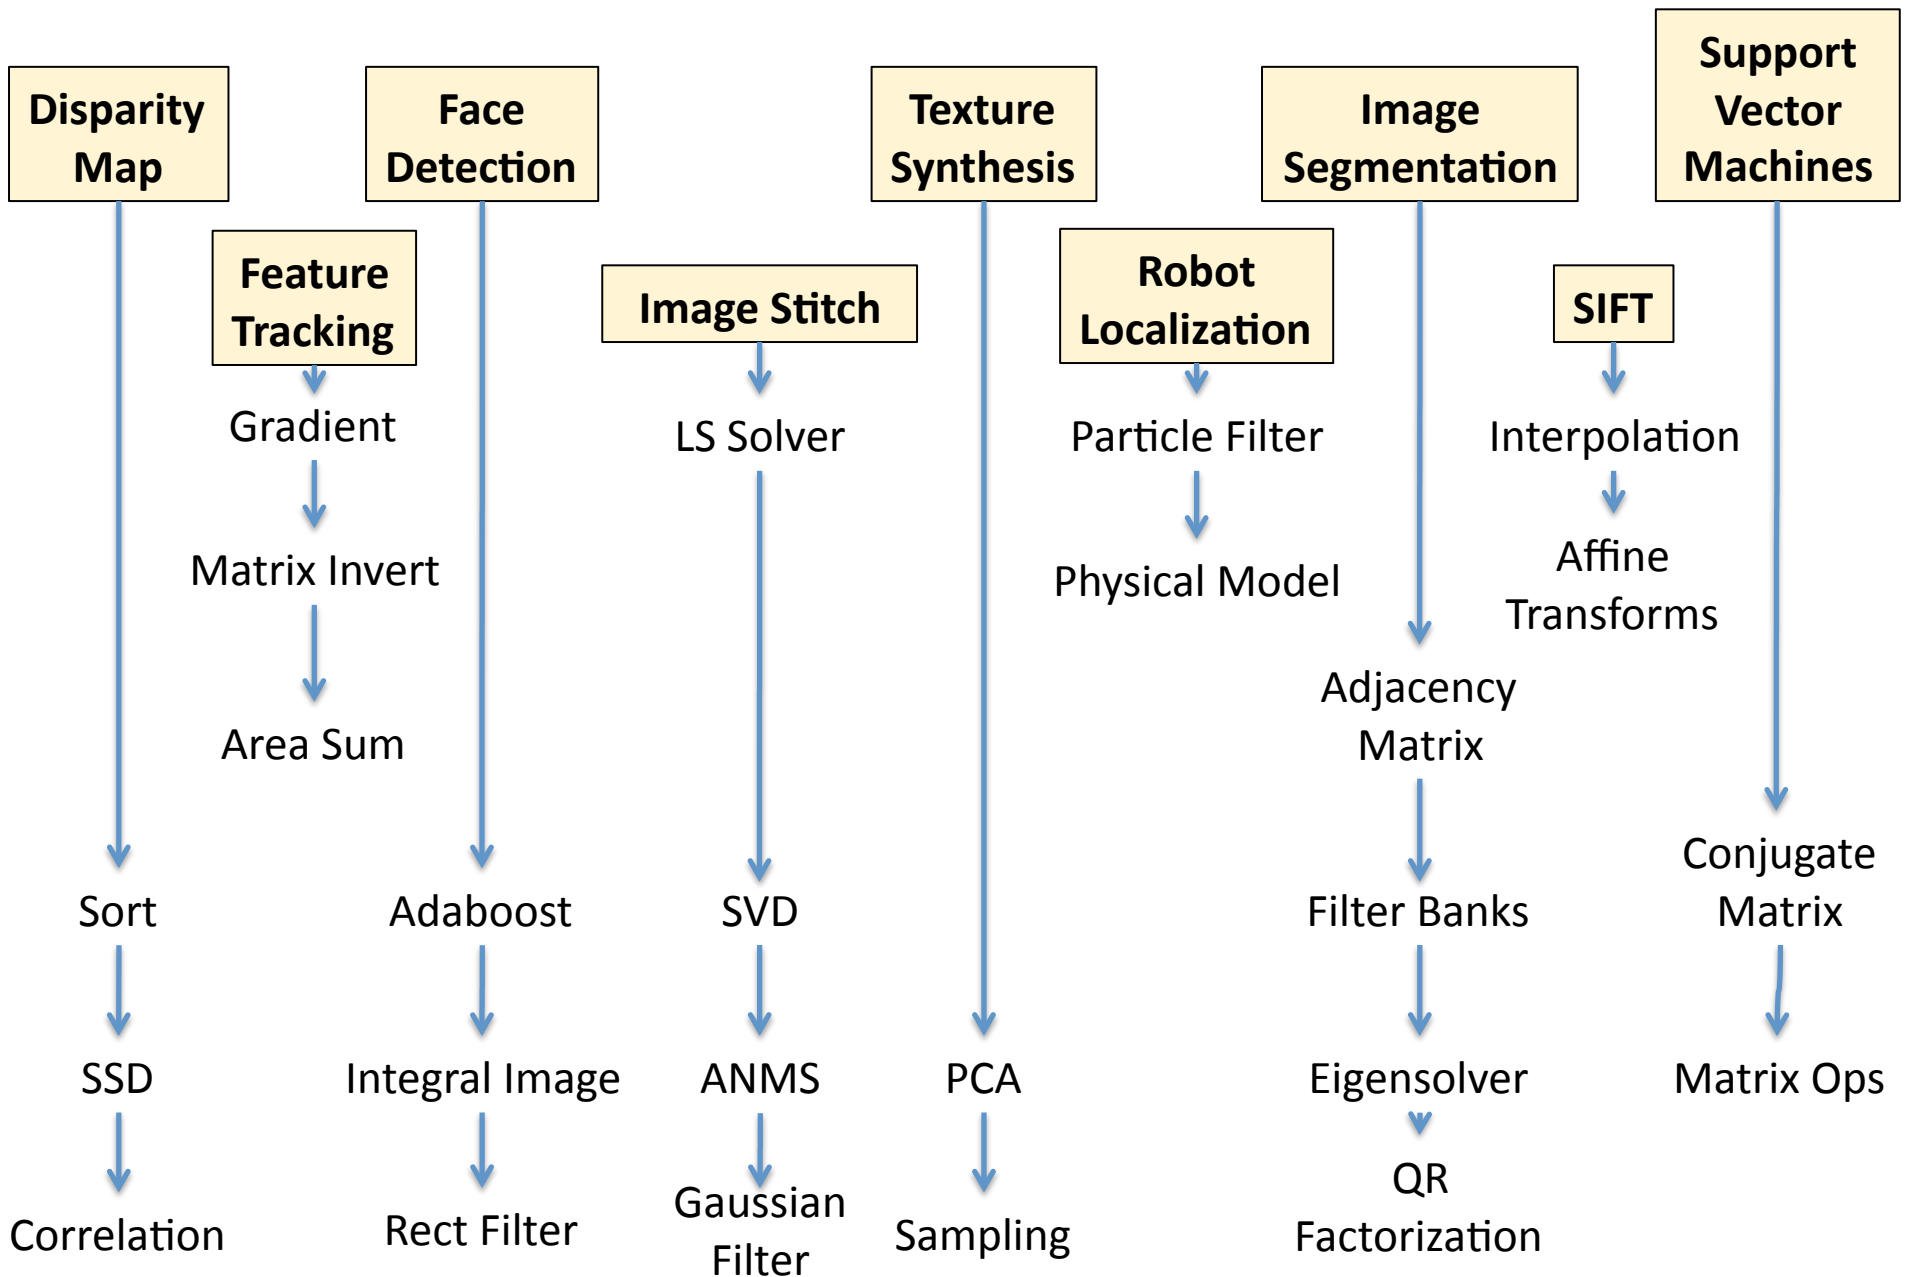 Disparity
Map
Face
Detection
Texture
Synthesis
Image
Segmentation
Support
Vector
Machines
Feature
Tracking
Image Stitch
Robot
Localization
SIFT
Gradient
LS Solver
Particle Filter
Interpolation
Matrix Invert
Physical Model
Affine
Transforms
Area Sum
Adjacency
Matrix
Sort
Adaboost
SVD
Filter Banks
Conjugate
Matrix
SSD
Integral Image
ANMS
PCA
Eigensolver
Matrix Ops
Correlation
Rect Filter
Gaussian
Filter
Sampling
QR
Factorization